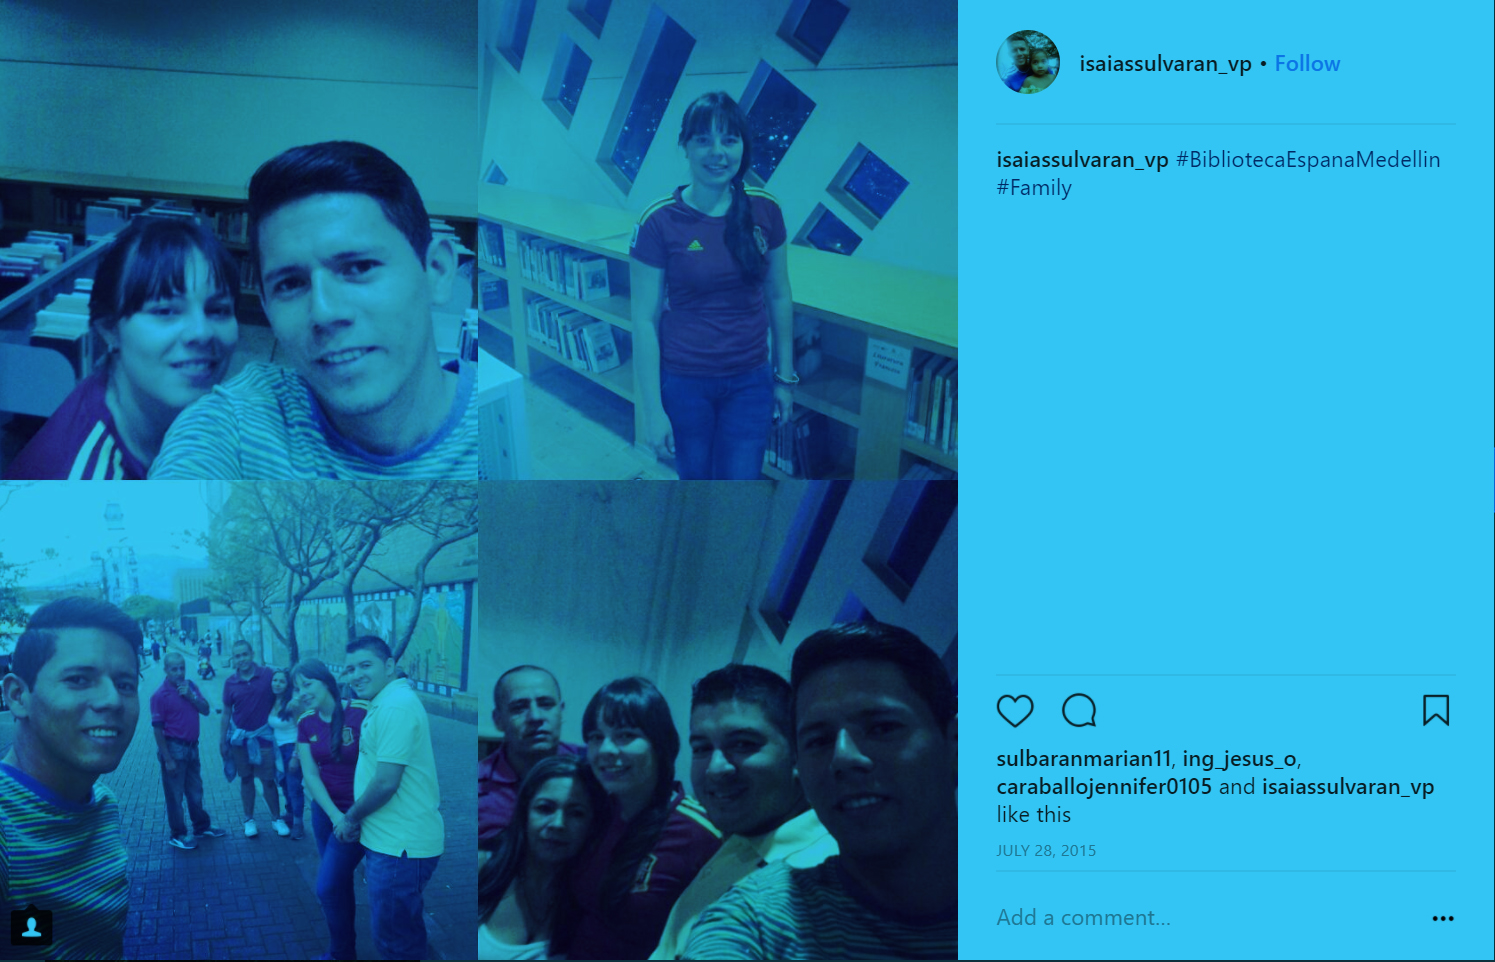 isaiassulvaran_vp • Follow
isaiassulvaran_vp #BibliotecaEspanaMedellin
#Family
sulbaranmarian11, ing_jesus_o,
caraballojennifer0105 and isaiassulvaran_vp
like this
JULY 28, 2015
Add a comment...